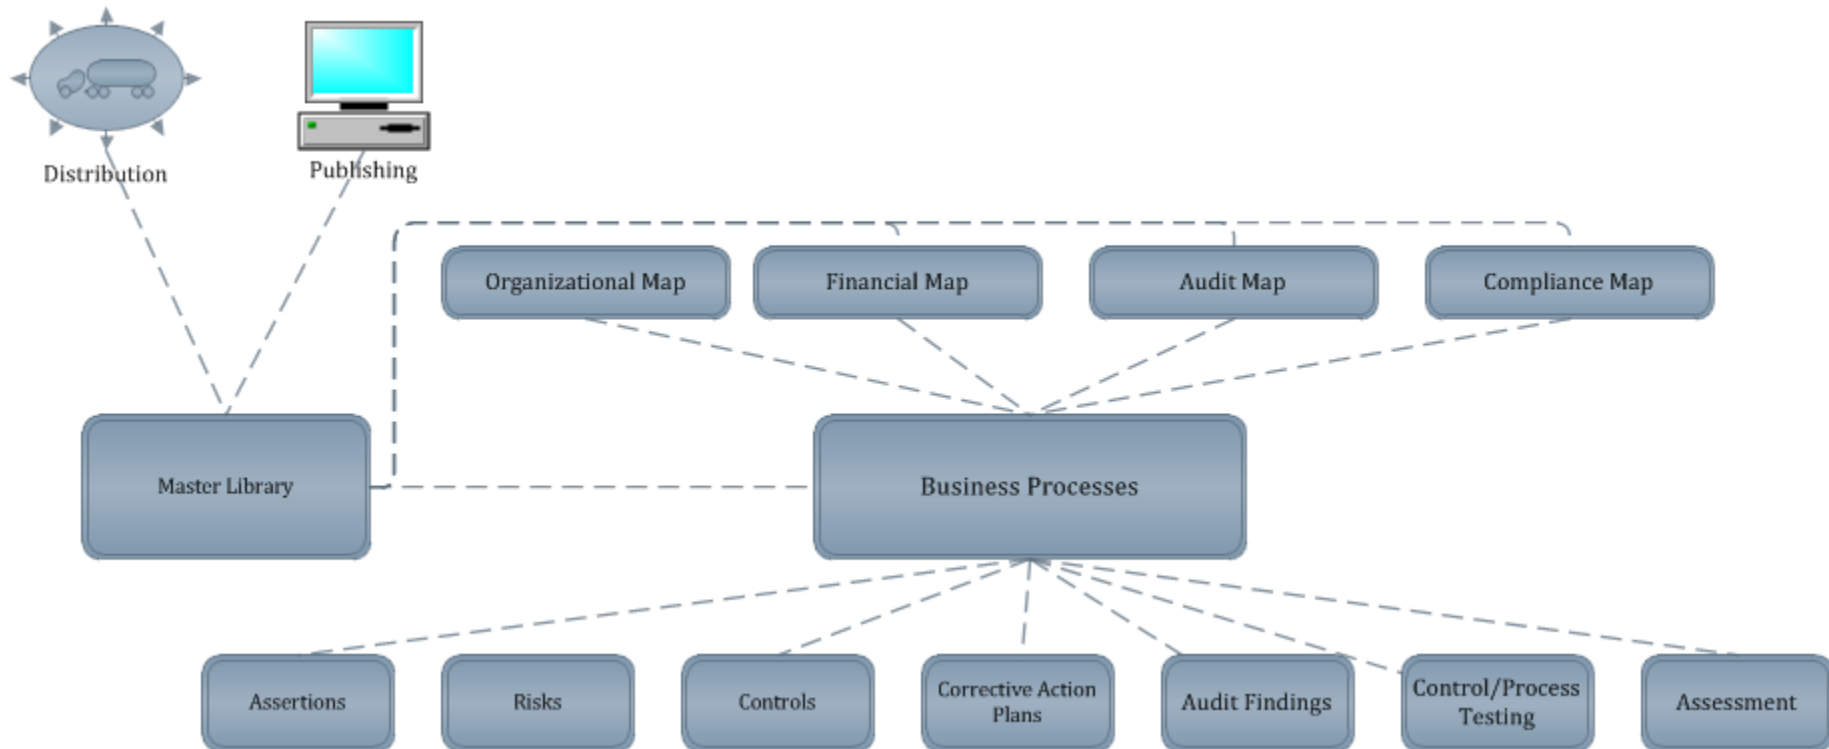 Distribution
Publishing
Organizational Map
Financial Map
Audit Map
Compliance Map
Master Library
Business Processes
Assertions
Risks
Controls
Corrective Action
Plans
Audit Findings
Control/Process
Testing
Assessment